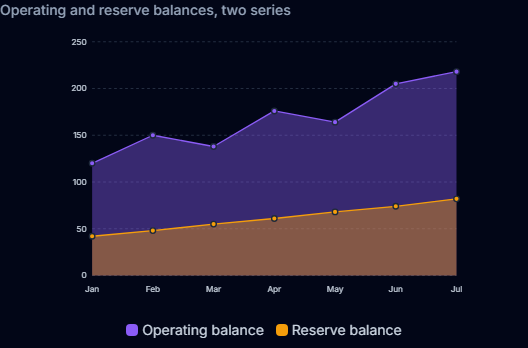 Operating and reserve balances, two series
250
200
150
100
50
0
Jan Feb Mar Apr May Jun Jul
Operating balance Reserve balance